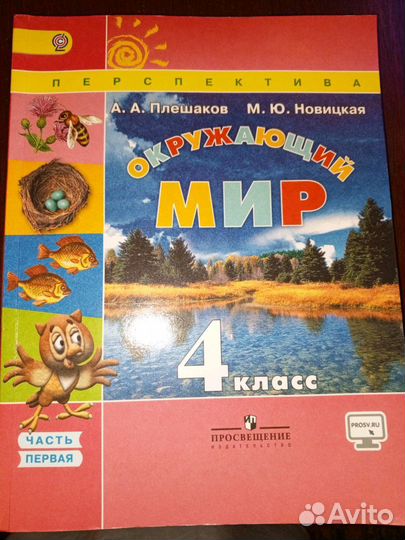 ПЕРСПЕКТИВА
А. А. Плешаков М. Ю. Новицкая
ОКРУЖАЮЩИЙ
МИР
4 класс
ЧАСТЬ
ПЕРВАЯ
ПРОСВЕЩЕНИЕ
ИЗДАТЕЛЬСТВО
PROSV.RU
Avito